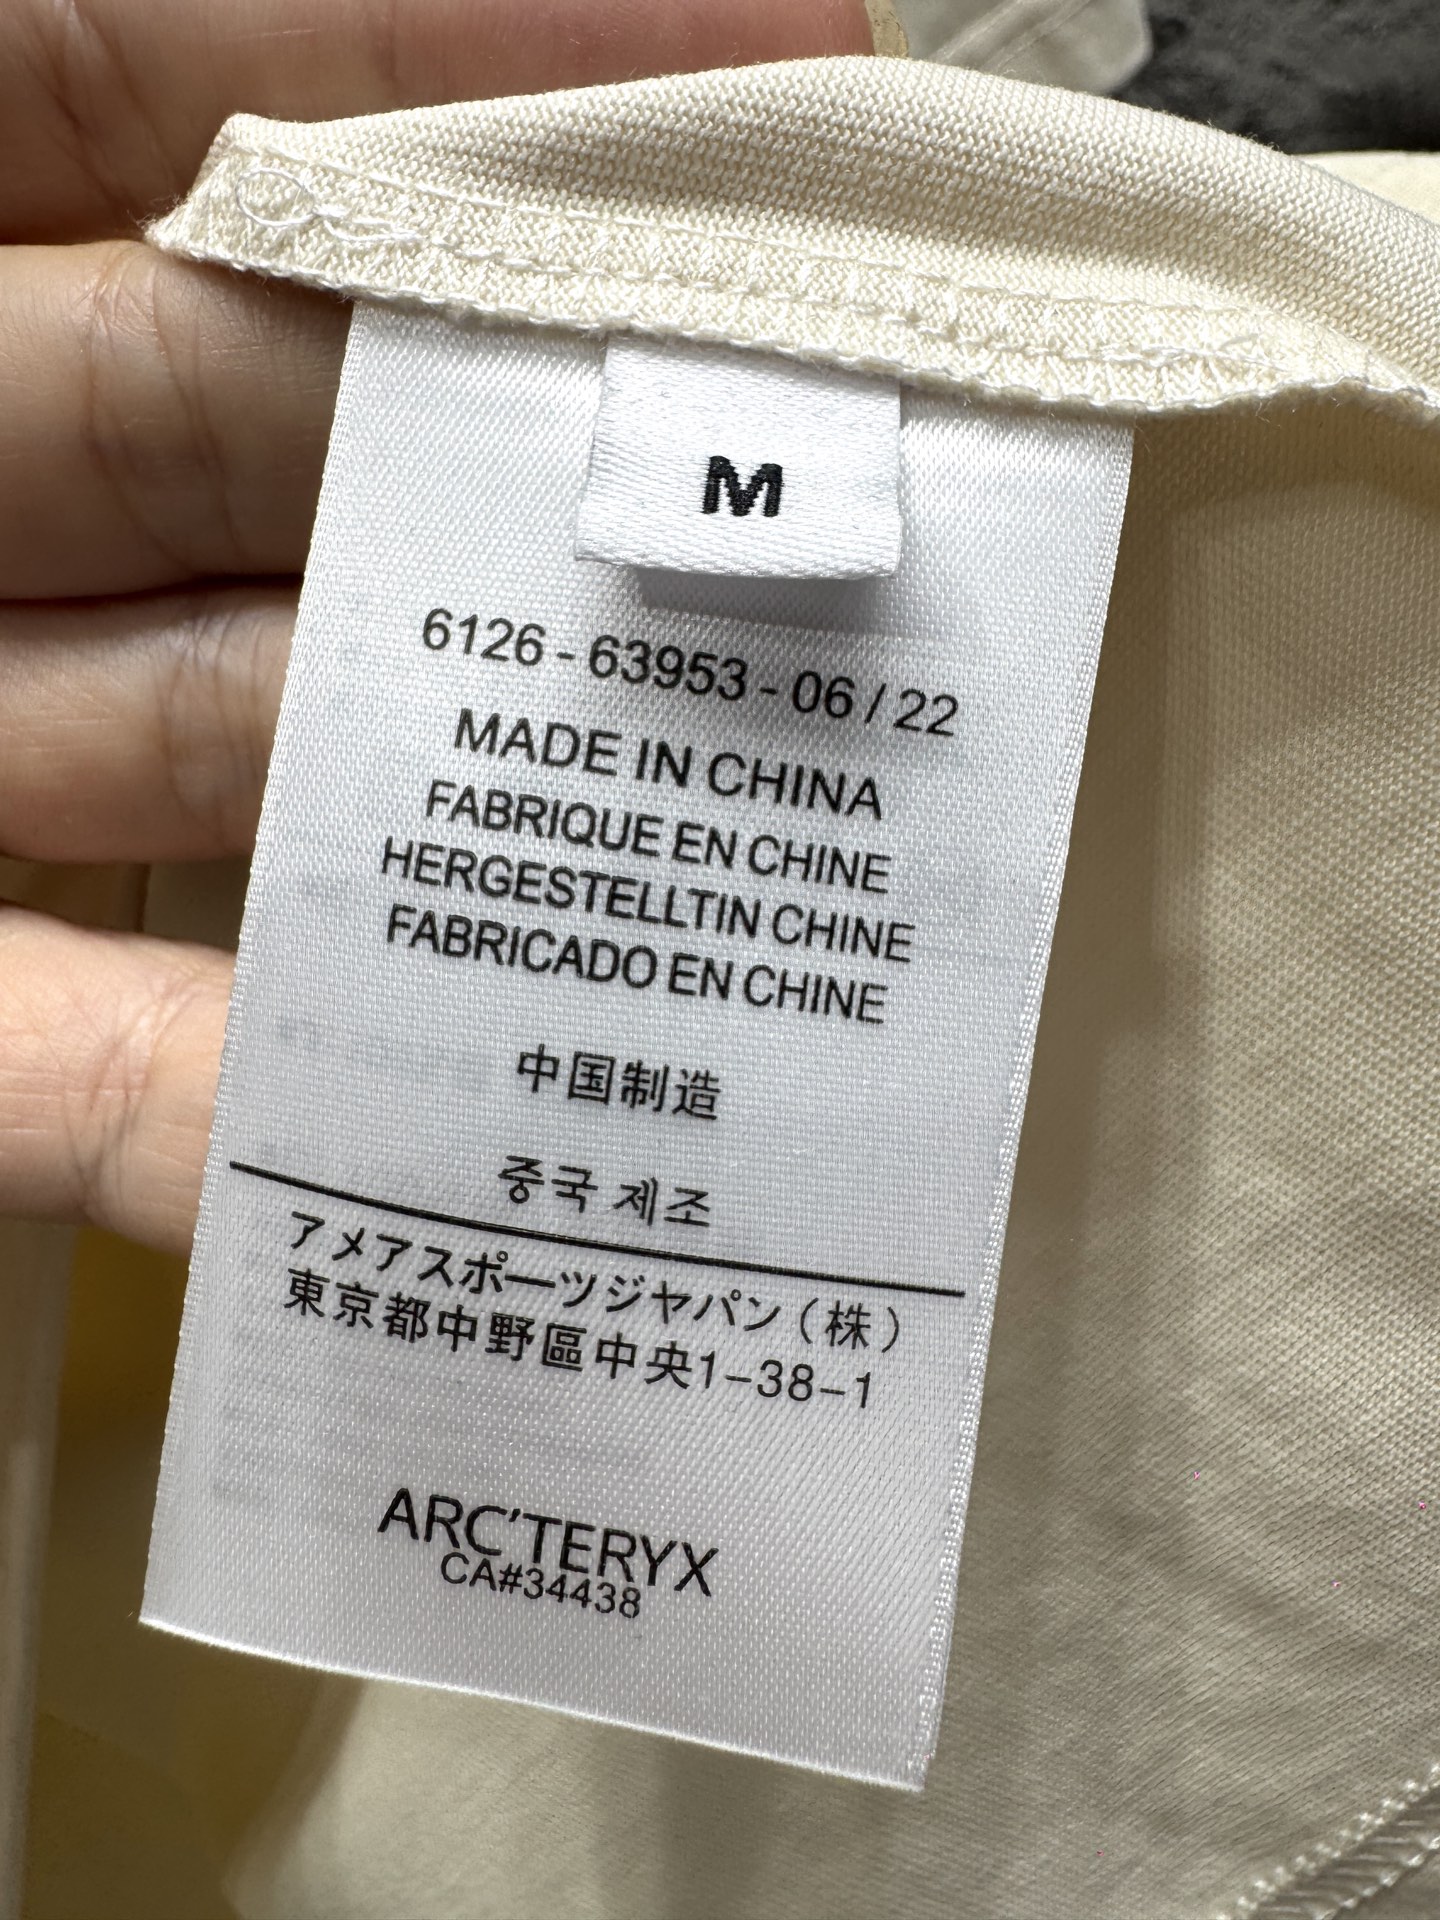 M
6126 - 63953 - 06 / 22
MADE IN CHINA
FABRIQUE EN CHINE
HERGESTELLTIN CHINE
FABRICADO EN CHINE
中国制造
중국 제조
アメアスポーツジャパン（株）
東京都中野區中央1-38-1
ARC'TERYX
CA#34438